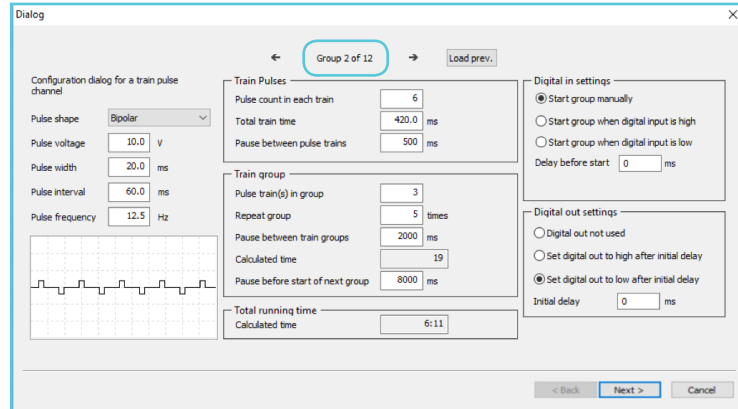 Dialog
Group 2 of 12
Load prev.
Configuration dialog for a train pulse
channel
Pulse shape Bipolar
Pulse voltage 10.0 V
Pulse width 20.0 ms
Pulse interval 60.0 ms
Pulse frequency 12.5 Hz
Train Pulses
Pulse count in each train 6
Total train time 420.0 ms
Pause between pulse trains 500 ms
Train group
Pulse train(s) in group 3
Repeat group 5 times
Pause between train groups 2000 ms
Calculated time 19
Pause before start of next group 8000 ms
Total running time
Calculated time 6:11
Digital in settings
Start group manually
Start group when digital input is high
Start group when digital input is low
Delay before start 0 ms
Digital out settings
Digital out not used
Set digital out to high after initial delay
Set digital out to low after initial delay
Initial delay 0 ms
< Back Next > Cancel